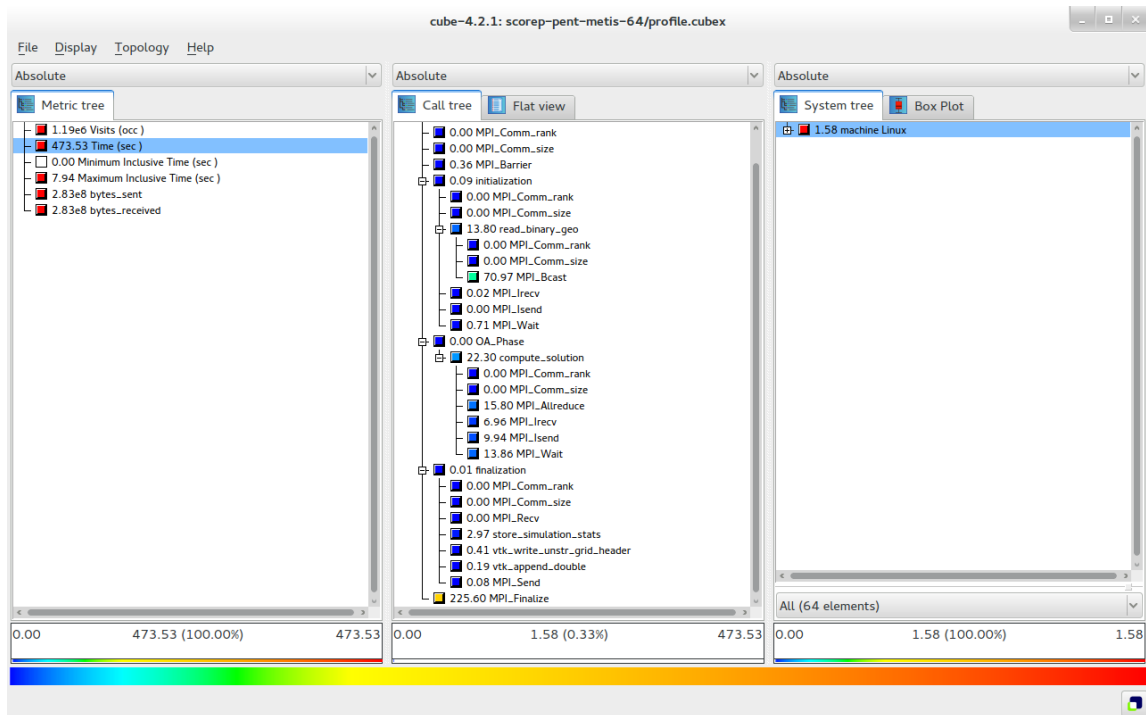 cube-4.2.1: scorep-pent-metis-64/profile.cubex
File Display Topology Help
Absolute
Metric tree
1.19e6 Visits (occ )
473.53 Time (sec )
0.00 Minimum Inclusive Time (sec )
7.94 Maximum Inclusive Time (sec )
2.83e8 bytes_sent
2.83e8 bytes_received
0.00 473.53 (100.00%) 473.53
Absolute
Call tree Flat view
0.00 MPI_Comm_rank
0.00 MPI_Comm_size
0.36 MPI_Barrier
0.09 initialization
0.00 MPI_Comm_rank
0.00 MPI_Comm_size
13.80 read_binary_geo
0.00 MPI_Comm_rank
0.00 MPI_Comm_size
70.97 MPI_Bcast
0.02 MPI_Irecv
0.00 MPI_Isend
0.71 MPI_Wait
0.00 OA_Phase
22.30 compute_solution
0.00 MPI_Comm_rank
0.00 MPI_Comm_size
15.80 MPI_Allreduce
6.96 MPI_Irecv
9.94 MPI_Isend
13.86 MPI_Wait
0.01 finalization
0.00 MPI_Comm_rank
0.00 MPI_Comm_size
0.00 MPI_Recv
2.97 store_simulation_stats
0.41 vtk_write_unstr_grid_header
0.19 vtk_append_double
0.08 MPI_Send
225.60 MPI_Finalize
0.00 1.58 (0.33%) 473.53
Absolute
System tree Box Plot
1.58 machine Linux
All (64 elements)
0.00 1.58 (100.00%) 1.58